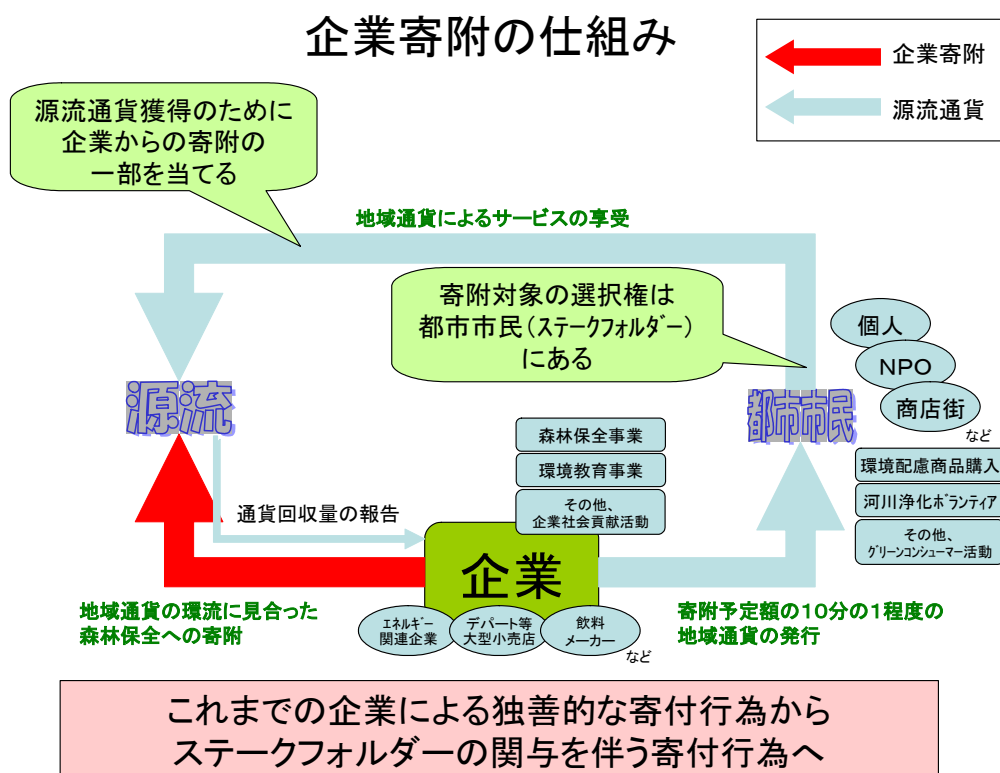 企業寄附の仕組み
企業寄附
源流通貨
源流通貨獲得のために
企業からの寄附の
一部を当てる
地域通貨によるサービスの享受
寄附対象の選択権は
都市市民(ステークフォルダー)
にある
個人
NPO
商店街
など
源流
都市市民
森林保全事業
環境教育事業
その他、
企業社会貢献活動
環境配慮商品購入
河川浄化ﾎﾞﾗﾝﾃｨｱ
その他、
ｸﾞﾘｰﾝｺﾝｼｭｰﾏｰ活動
通貨回収量の報告
企業
地域通貨の環流に見合った
森林保全への寄附
ｴﾈﾙｷﾞｰ
関連企業
デパート等
大型小売店
飲料
メーカー
など
寄附予定額の10分の1程度の
地域通貨の発行
これまでの企業による独善的な寄付行為から
ステークフォルダーの関与を伴う寄付行為へ